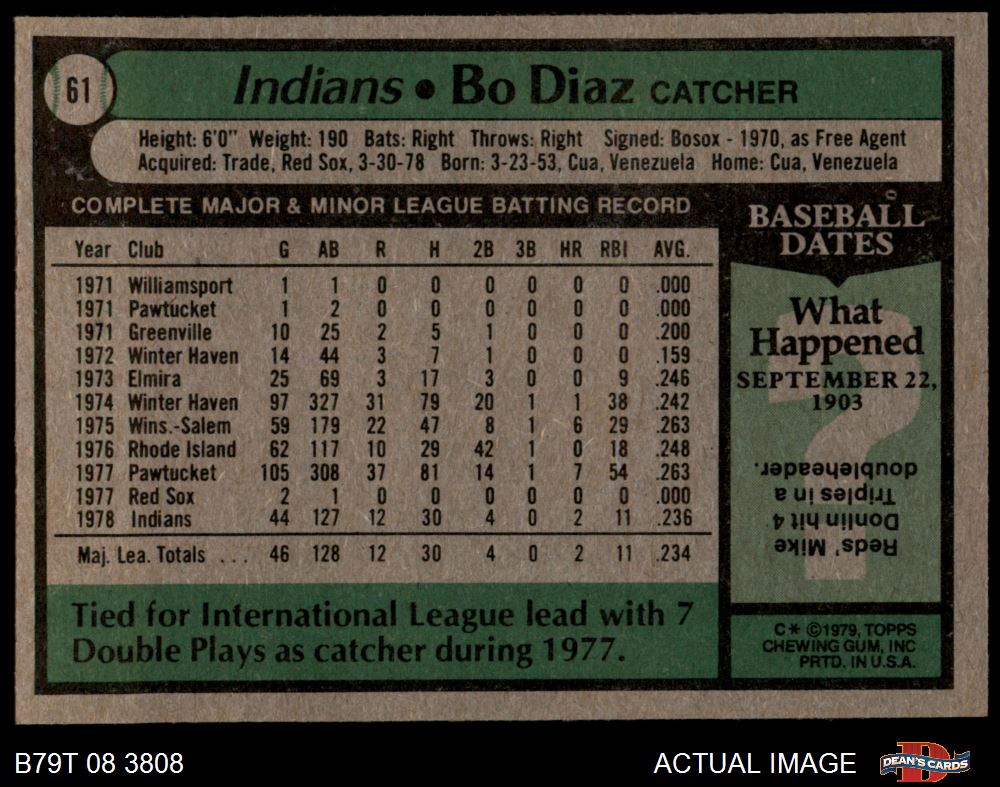 61
Indians • Bo Diaz CATCHER
Height: 6'0" Weight: 190 Bats: Right Throws: Right Signed: Bosox - 1970, as Free Agent
Acquired: Trade, Red Sox, 3-30-78 Born: 3-23-53, Cua, Venezuela Home: Cua, Venezuela
COMPLETE MAJOR & MINOR LEAGUE BATTING RECORD
Year Club G AB R H 2B 3B HR RBI AVG.
1971 Williamsport 1 1 0 0 0 0 0 0 .000
1971 Pawtucket 1 2 0 0 0 0 0 0 .000
1971 Greenville 10 25 2 5 1 0 0 0 .200
1972 Winter Haven 14 44 3 7 1 0 0 0 .159
1973 Elmira 25 69 3 17 3 0 0 9 .246
1974 Winter Haven 97 327 31 79 20 1 1 38 .242
1975 Wins.-Salem 59 179 22 47 8 1 6 29 .263
1976 Rhode Island 62 117 10 29 42 1 0 18 .248
1977 Pawtucket 105 308 37 81 14 1 7 54 .263
1977 Red Sox 2 1 0 0 0 0 0 0 .000
1978 Indians 44 127 12 30 4 0 2 11 .236
Maj. Lea. Totals ... 46 128 12 30 4 0 2 11 .234
Tied for International League lead with 7
Double Plays as catcher during 1977.
BASEBALL
DATES
What
Happened
SEPTEMBER 22,
1903
Reds' Mike
Donlin hit 4
Triples in a
doubleheader.
C* ©1979, TOPPS
CHEWING GUM, INC
PRTD. IN U.S.A.
B79T 08 3808
ACTUAL IMAGE
DEAN'S CARDS